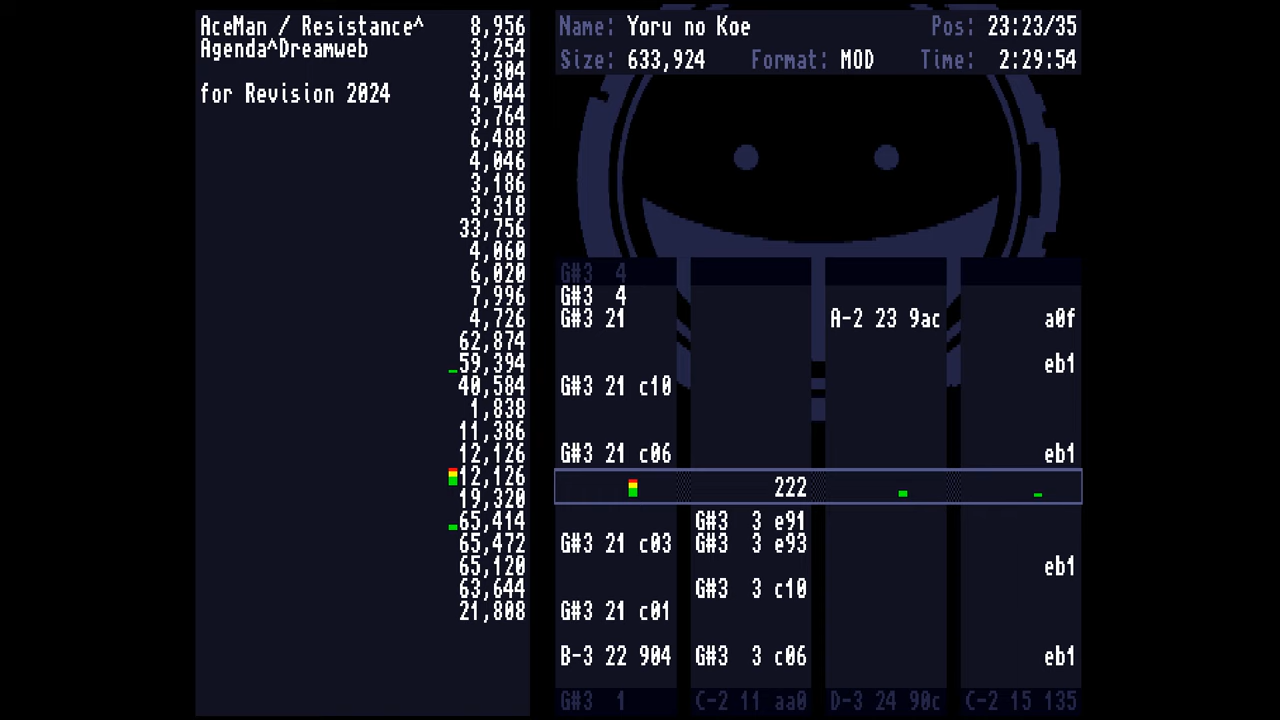 AceMan / Resistance^ 8,956
Agenda^Dreamweb 3,254
3,304
for Revision 2024 4,044
3,764
6,488
4,046
3,186
3,318
33,756
4,060
6,020
7,996
4,726
62,874
59,394
40,584
1,838
11,386
12,126
12,126
19,320
65,414
65,472
65,120
63,644
21,808
Name: Yoru no Koe Pos: 23:23/35
Size: 633,924 Format: MOD Time: 2:29:54
G#3 4
G#3 4
G#3 21 A-2 23 9ac a0f
eb1
G#3 21 c10
G#3 21 c06 eb1
222
G#3 3 e91
G#3 21 c03 G#3 3 e93
eb1
G#3 3 c10
G#3 21 c01
B-3 22 904 G#3 3 c06 eb1
G#3 1 C-2 11 aa0 D-3 24 90c C-2 15 135